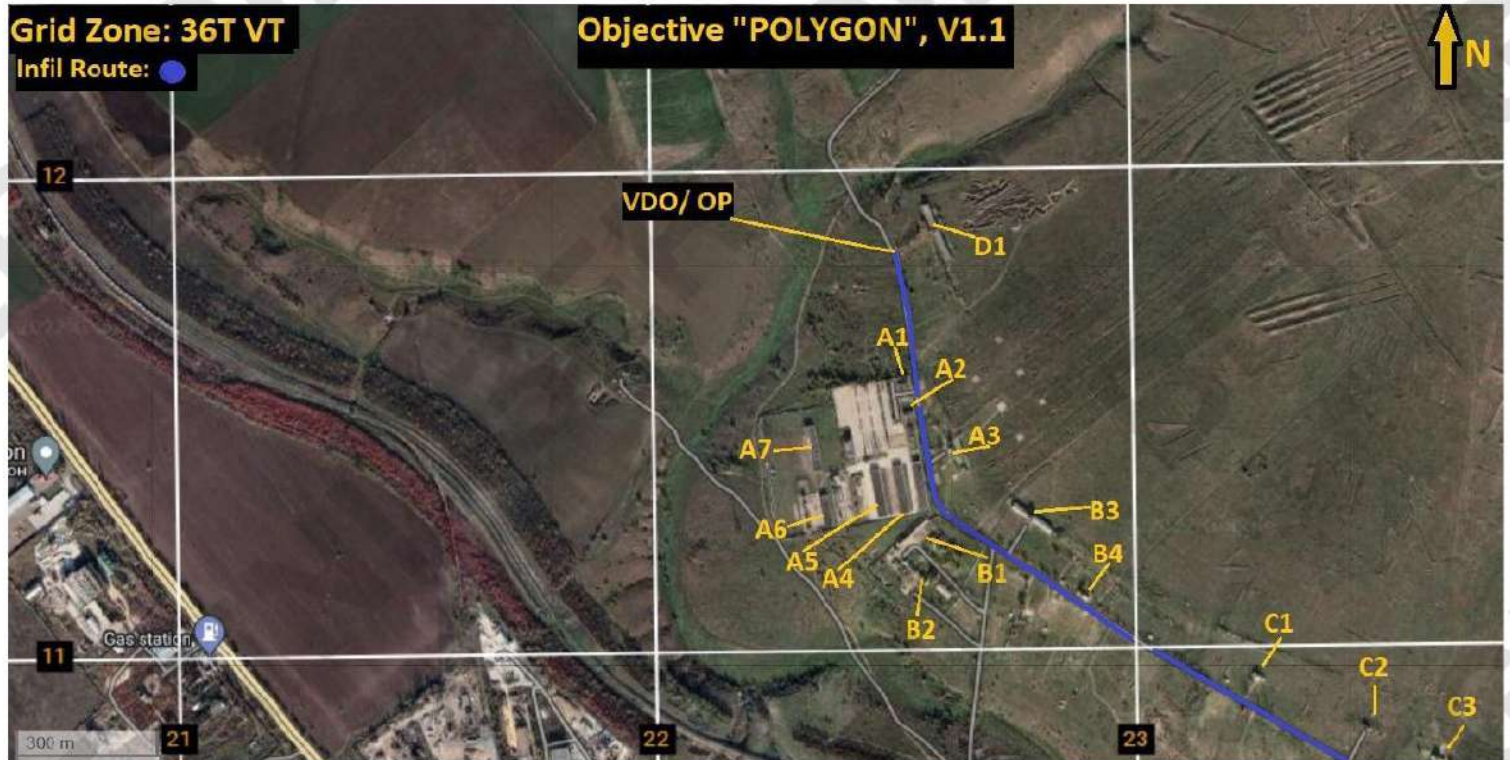 Grid Zone: 36T VT
Infil Route:
Objective "POLYGON", V1.1
N
12
VDO/ OP
D1
A1
A2
A3
A7
B3
A6
A5
A4
B1
B4
B2
Gas station
C1
11
C2
C3
300 m
21
22
23